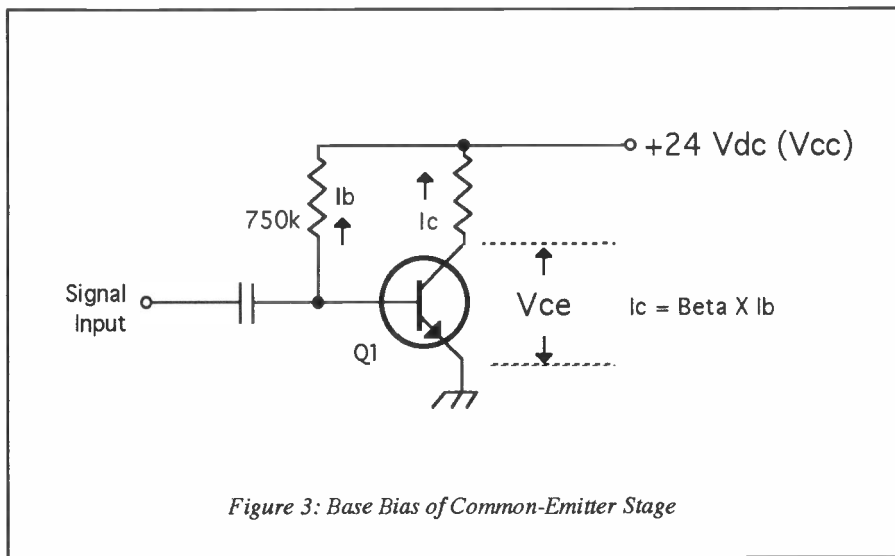 +24 Vdc (Vcc)
Ib
750k
Ic
Signal
Input
Vce
Ic = Beta X Ib
Q1
Figure 3: Base Bias of Common-Emitter Stage